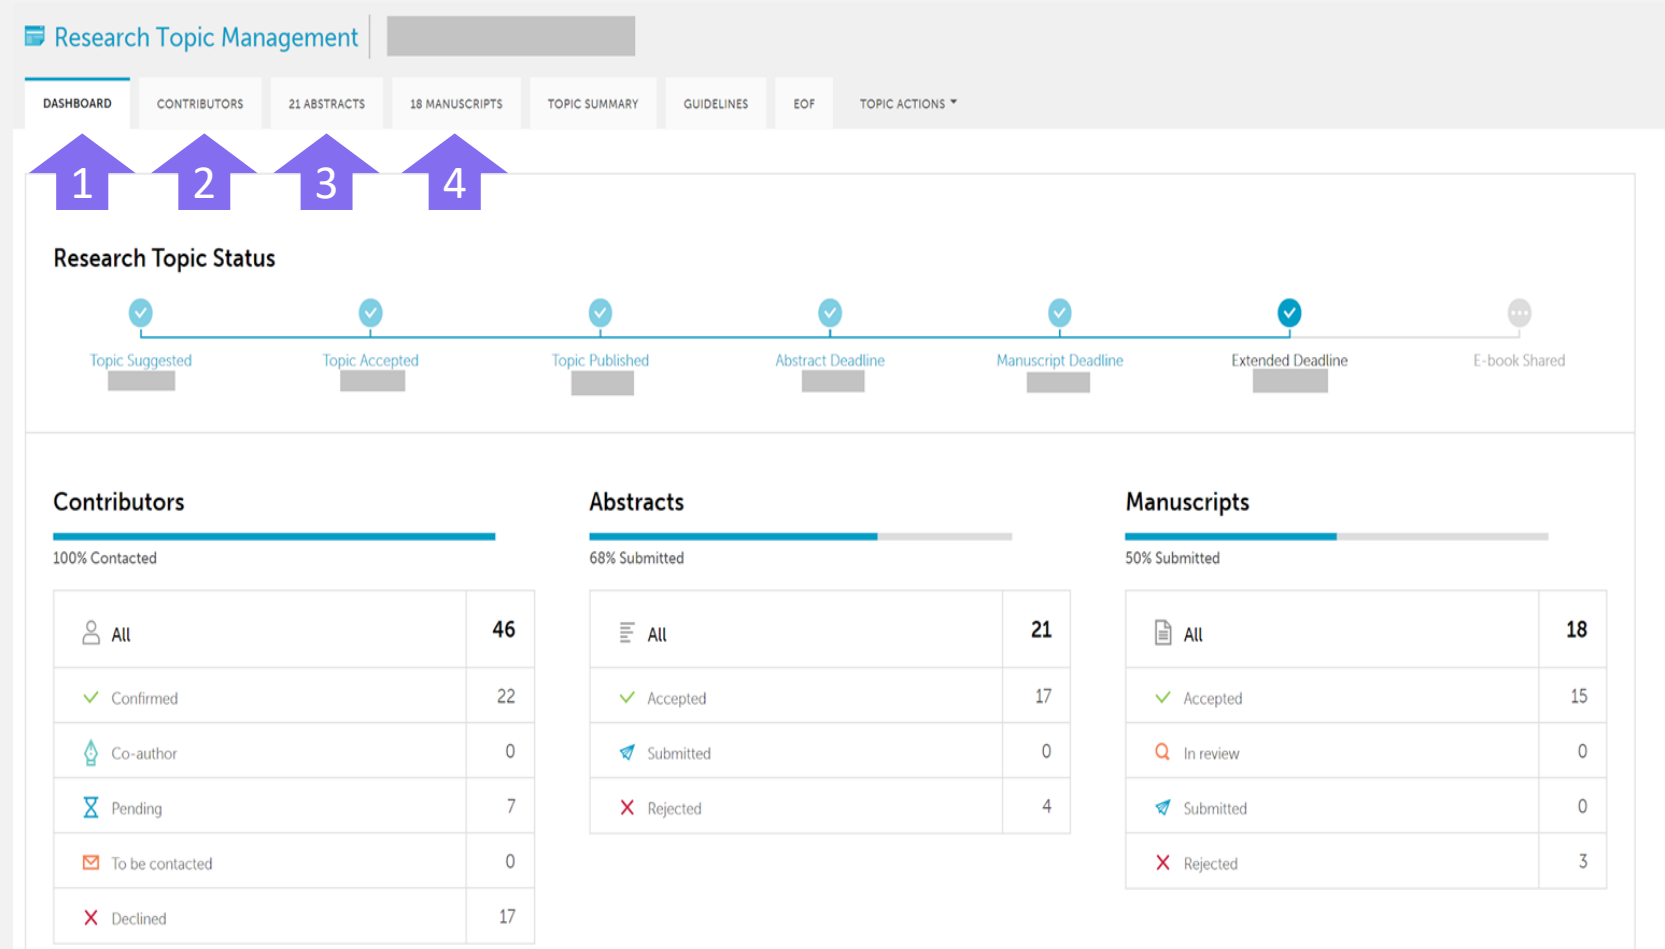 Research Topic Management
DASHBOARD CONTRIBUTORS 21 ABSTRACTS 18 MANUSCRIPTS TOPIC SUMMARY GUIDELINES EOF TOPIC ACTIONS
1 2 3 4
Research Topic Status
Topic Suggested Topic Accepted Topic Published Abstract Deadline Manuscript Deadline Extended Deadline E-book Shared
Contributors
100% Contacted
All 46
Confirmed 22
Co-author 0
Pending 7
To be contacted 0
Declined 17
Abstracts
68% Submitted
All 21
Accepted 17
Submitted 0
Rejected 4
Manuscripts
50% Submitted
All 18
Accepted 15
In review 0
Submitted 0
Rejected 3